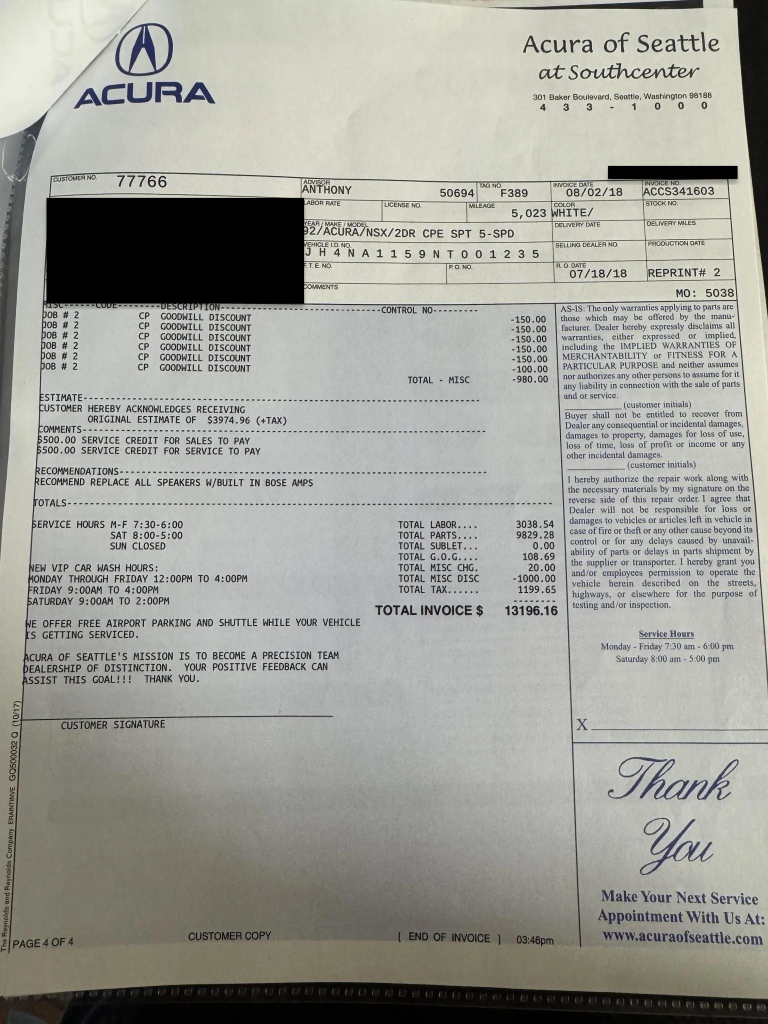 ACURA
Acura of Seattle
at Southcenter
301 Baker Boulevard, Seattle, Washington 98188
433-1000
CUSTOMER NO. 77766
ADVISOR
ANTHONY 50694
TAG NO.
F389
INVOICE DATE
08/02/18
INVOICE NO.
ACCS341603
LABOR RATE
LICENSE NO.
MILEAGE
5,023
COLOR
WHITE/
STOCK NO.
YEAR / MAKE / MODEL
92/ACURA/NSX/2DR CPE SPT 5-SPD
DELIVERY DATE
DELIVERY MILES
VEHICLE I.D. NO.
JH4NA1159NT001235
SELLING DEALER NO.
PRODUCTION DATE
F. T. E. NO.
P. O. NO.
R. O. DATE
07/18/18
REPRINT# 2
COMMENTS
MO: 5038
MISC------CODE-------DESCRIPTION-----------------------------CONTROL NO---------
JOB # 2 CP GOODWILL DISCOUNT -150.00
JOB # 2 CP GOODWILL DISCOUNT -150.00
JOB # 2 CP GOODWILL DISCOUNT -150.00
JOB # 2 CP GOODWILL DISCOUNT -150.00
JOB # 2 CP GOODWILL DISCOUNT -150.00
JOB # 2 CP GOODWILL DISCOUNT -100.00
TOTAL - MISC -980.00
ESTIMATE--------------------------------------------------
CUSTOMER HEREBY ACKNOWLEDGES RECEIVING
ORIGINAL ESTIMATE OF $3974.96 (+TAX)
COMMENTS--------------------------------------------------
$500.00 SERVICE CREDIT FOR SALES TO PAY
$500.00 SERVICE CREDIT FOR SERVICE TO PAY
RECOMMENDATIONS--------------------------------------------------
RECOMMEND REPLACE ALL SPEAKERS W/BUILT IN BOSE AMPS
TOTALS--------------------------------------------------
SERVICE HOURS M-F 7:30-6:00
SAT 8:00-5:00
SUN CLOSED
NEW VIP CAR WASH HOURS:
MONDAY THROUGH FRIDAY 12:00PM TO 4:00PM
FRIDAY 9:00AM TO 4:00PM
SATURDAY 9:00AM TO 2:00PM
TOTAL LABOR.... 3038.54
TOTAL PARTS.... 9829.28
TOTAL SUBLET... 0.00
TOTAL G.O.G.... 108.69
TOTAL MISC CHG. 20.00
TOTAL MISC DISC -1000.00
TOTAL TAX...... 1199.65
--------
TOTAL INVOICE $ 13196.16
WE OFFER FREE AIRPORT PARKING AND SHUTTLE WHILE YOUR VEHICLE
IS GETTING SERVICED.
ACURA OF SEATTLE'S MISSION IS TO BECOME A PRECISION TEAM
DEALERSHIP OF DISTINCTION. YOUR POSITIVE FEEDBACK CAN
ASSIST THIS GOAL!!! THANK YOU.
CUSTOMER SIGNATURE
AS-IS: The only warranties applying to parts are
those which may be offered by the manu-
facturer. Dealer hereby expressly disclaims all
warranties, either expressed or implied,
including the IMPLIED WARRANTIES OF
MERCHANTABILITY or FITNESS FOR A
PARTICULAR PURPOSE and neither assumes
nor authorizes any other persons to assume for it
any liability in connection with the sale of parts
and or service.
____________ (customer initials)
Buyer shall not be entitled to recover from
Dealer any consequential or incidental damages,
damages to property, damages for loss of use,
loss of time, loss of profit or income or any
other incidental damages.
____________ (customer initials)
I hereby authorize the repair work along with
the necessary materials by my signature on the
reverse side of this repair order. I agree that
Dealer will not be responsible for loss or
damages to vehicles or articles left in vehicle in
case of fire or theft or any other cause beyond its
control or for any delays caused by unavail-
ability of parts or delays in parts shipment by
the supplier or transporter. I hereby grant you
and/or employees permission to operate the
vehicle herein described on the streets,
highways, or elsewhere for the purpose of
testing and/or inspection.
Service Hours
Monday - Friday 7:30 am - 6:00 pm
Saturday 8:00 am - 5:00 pm
X
Thank
You
Make Your Next Service
Appointment With Us At:
www.acuraofseattle.com
The Reynolds and Reynolds Company ERAINTINVE GQ500032 Q (10/17)
PAGE 4 OF 4
CUSTOMER COPY
[ END OF INVOICE ] 03:46pm